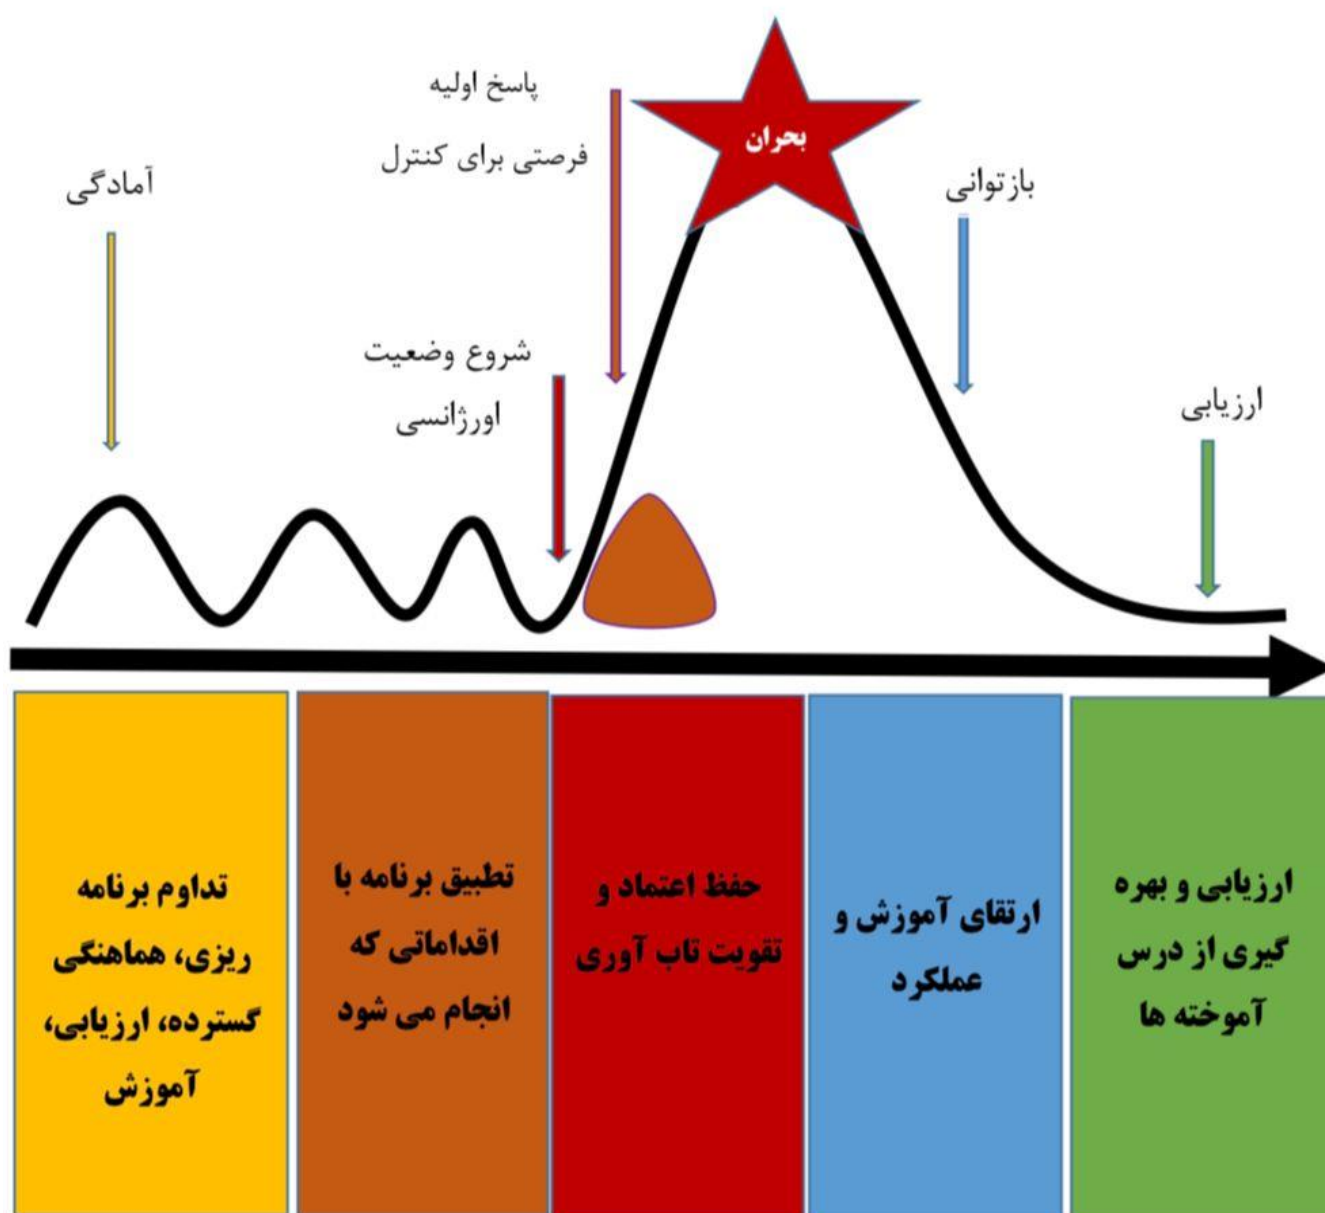 بحران
پاسخ اولیه
فرصتی برای کنترل
بازتوانی
آمادگی
شروع وضعیت
اورژانسی
ارزیابی
تداوم برنامه
ریزی، هماهنگی
گسترده، ارزیابی،
آموزش
تطبیق برنامه با
اقداماتی که
انجام می شود
حفظ اعتماد و
تقویت تاب آوری
ارتقای آموزش و
عملکرد
ارزیابی و بهره
گیری از درس
آموخته ها